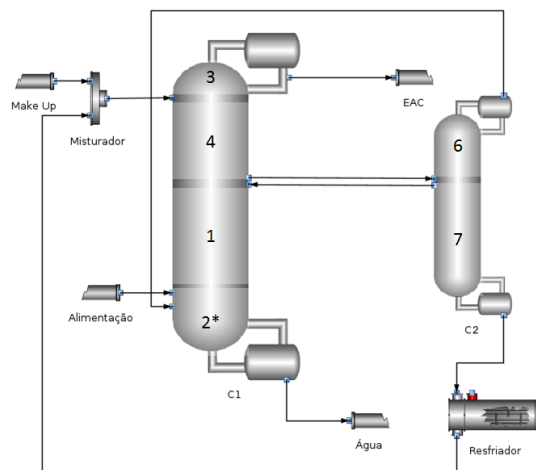 3
EAC
Make Up
Misturador
4
6
1
7
Alimentação
2*
C2
C1
Água
Resfriador